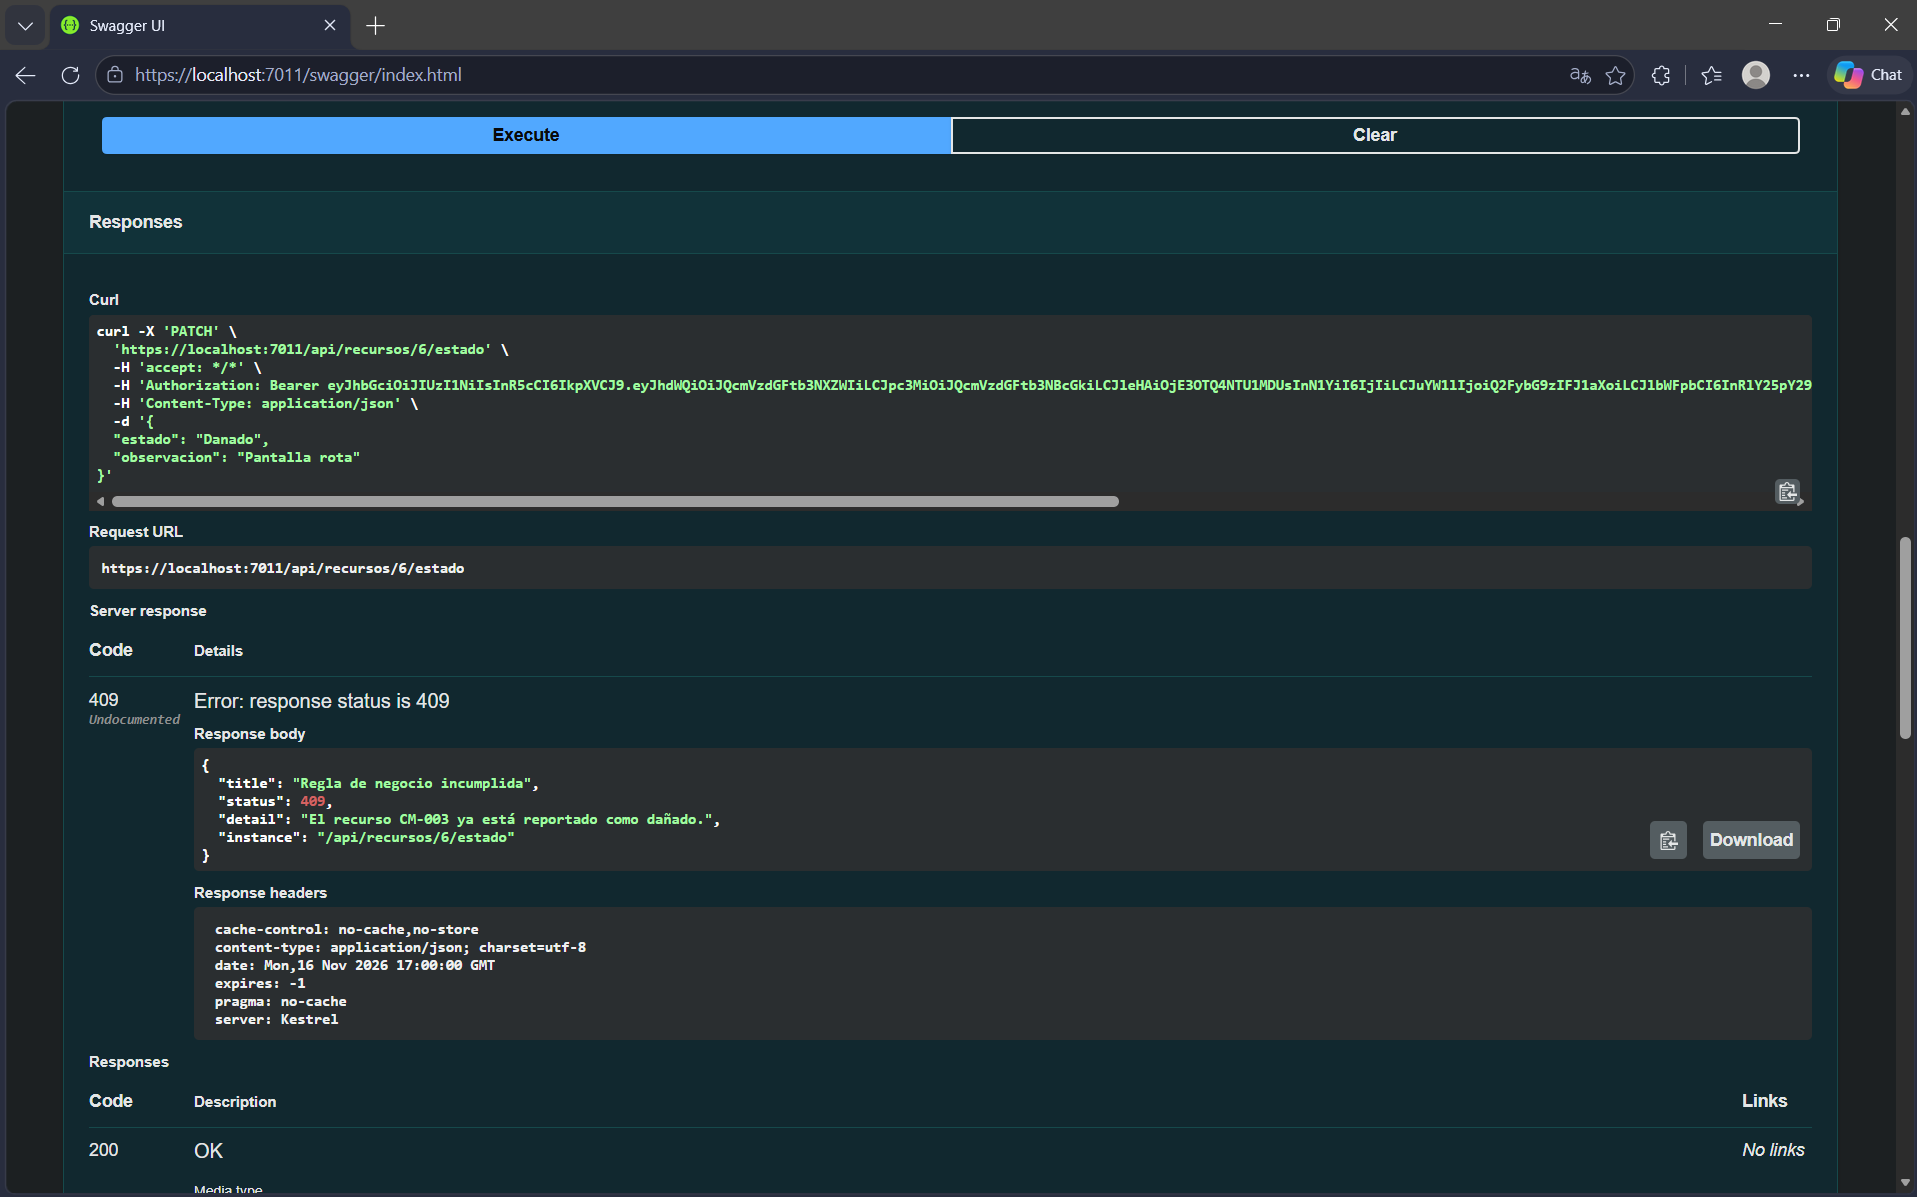 Swagger UI
https://localhost:7011/swagger/index.html
Chat
Execute
Clear
Responses
Curl
curl -X 'PATCH' \
'https://localhost:7011/api/recursos/6/estado' \
-H 'accept: */*' \
-H 'Authorization: Bearer eyJhbGciOiJIUzI1NiIsInR5cCI6IkpXVCJ9.eyJhdWQiOiJQcmVzdGFtb3NXZWIiLCJpc3MiOiJQcmVzdGFtb3NBcGkiLCJleHAiOjE3OTQ4NTU1MDUsInN1YiI6IjIiLCJuYW1lIjoiQ2FybG9zIFJ1aXoiLCJlbWFpbCI6InRlY25pY29
-H 'Content-Type: application/json' \
-d '{
"estado": "Danado",
"observacion": "Pantalla rota"
}'
Request URL
https://localhost:7011/api/recursos/6/estado
Server response
Code Details
409
Undocumented
Error: response status is 409
Response body
{
"title": "Regla de negocio incumplida",
"status": 409,
"detail": "El recurso CM-003 ya está reportado como dañado.",
"instance": "/api/recursos/6/estado"
}
Download
Response headers
cache-control: no-cache,no-store
content-type: application/json; charset=utf-8
date: Mon,16 Nov 2026 17:00:00 GMT
expires: -1
pragma: no-cache
server: Kestrel
Responses
Code Description Links
200 OK No links
Media type